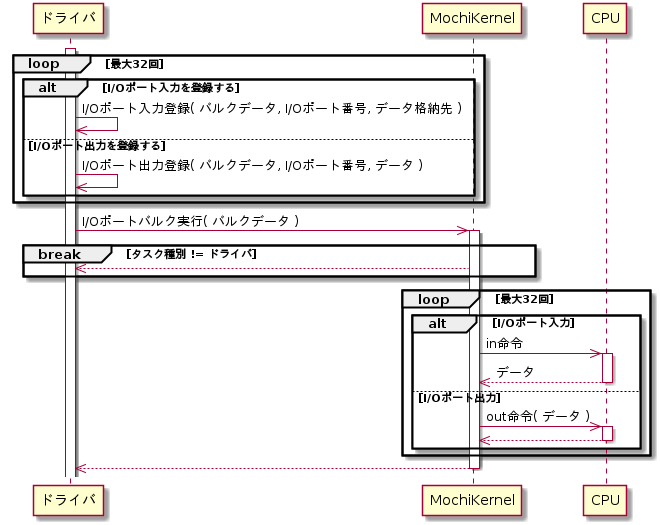 ドライバ
MochiKernel
CPU
loop [最大32回]
alt [I/Oポート入力を登録する]
I/Oポート入力登録( バルクデータ, I/Oポート番号, データ格納先 )
[I/Oポート出力を登録する]
I/Oポート出力登録( バルクデータ, I/Oポート番号, データ )
I/Oポートバルク実行( バルクデータ )
break [タスク種別 != ドライバ]
loop [最大32回]
alt [I/Oポート入力]
in命令
データ
[I/Oポート出力]
out命令( データ )
ドライバ
MochiKernel
CPU